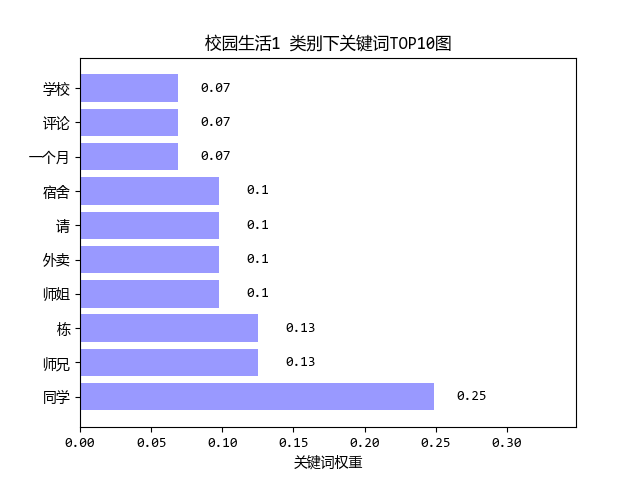 校园生活1 类别下关键词TOP10图
学校 0.07
评论 0.07
一个月 0.07
宿舍 0.1
请 0.1
外卖 0.1
师姐 0.1
栋 0.13
师兄 0.13
同学 0.25
0.00 0.05 0.10 0.15 0.20 0.25 0.30
关键词权重